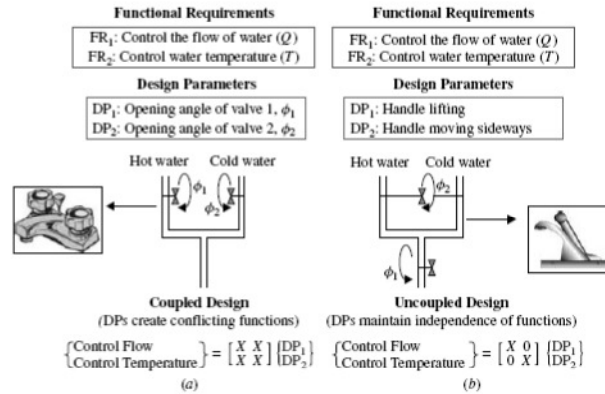 Functional Requirements
FR₁: Control the flow of water (Q)
FR₂: Control water temperature (T)
Design Parameters
DP₁: Opening angle of valve 1, ϕ₁
DP₂: Opening angle of valve 2, ϕ₂
Hot water Cold water
ϕ₁
ϕ₂
Coupled Design
(DPs create conflicting functions)
{Control Flow
Control Temperature} = [X X
X X] {DP₁
DP₂}
(a)
Functional Requirements
FR₁: Control the flow of water (Q)
FR₂: Control water temperature (T)
Design Parameters
DP₁: Handle lifting
DP₂: Handle moving sideways
Hot water Cold water
ϕ₂
ϕ₁
Uncoupled Design
(DPs maintain independence of functions)
{Control Flow
Control Temperature} = [X 0
0 X] {DP₁
DP₂}
(b)